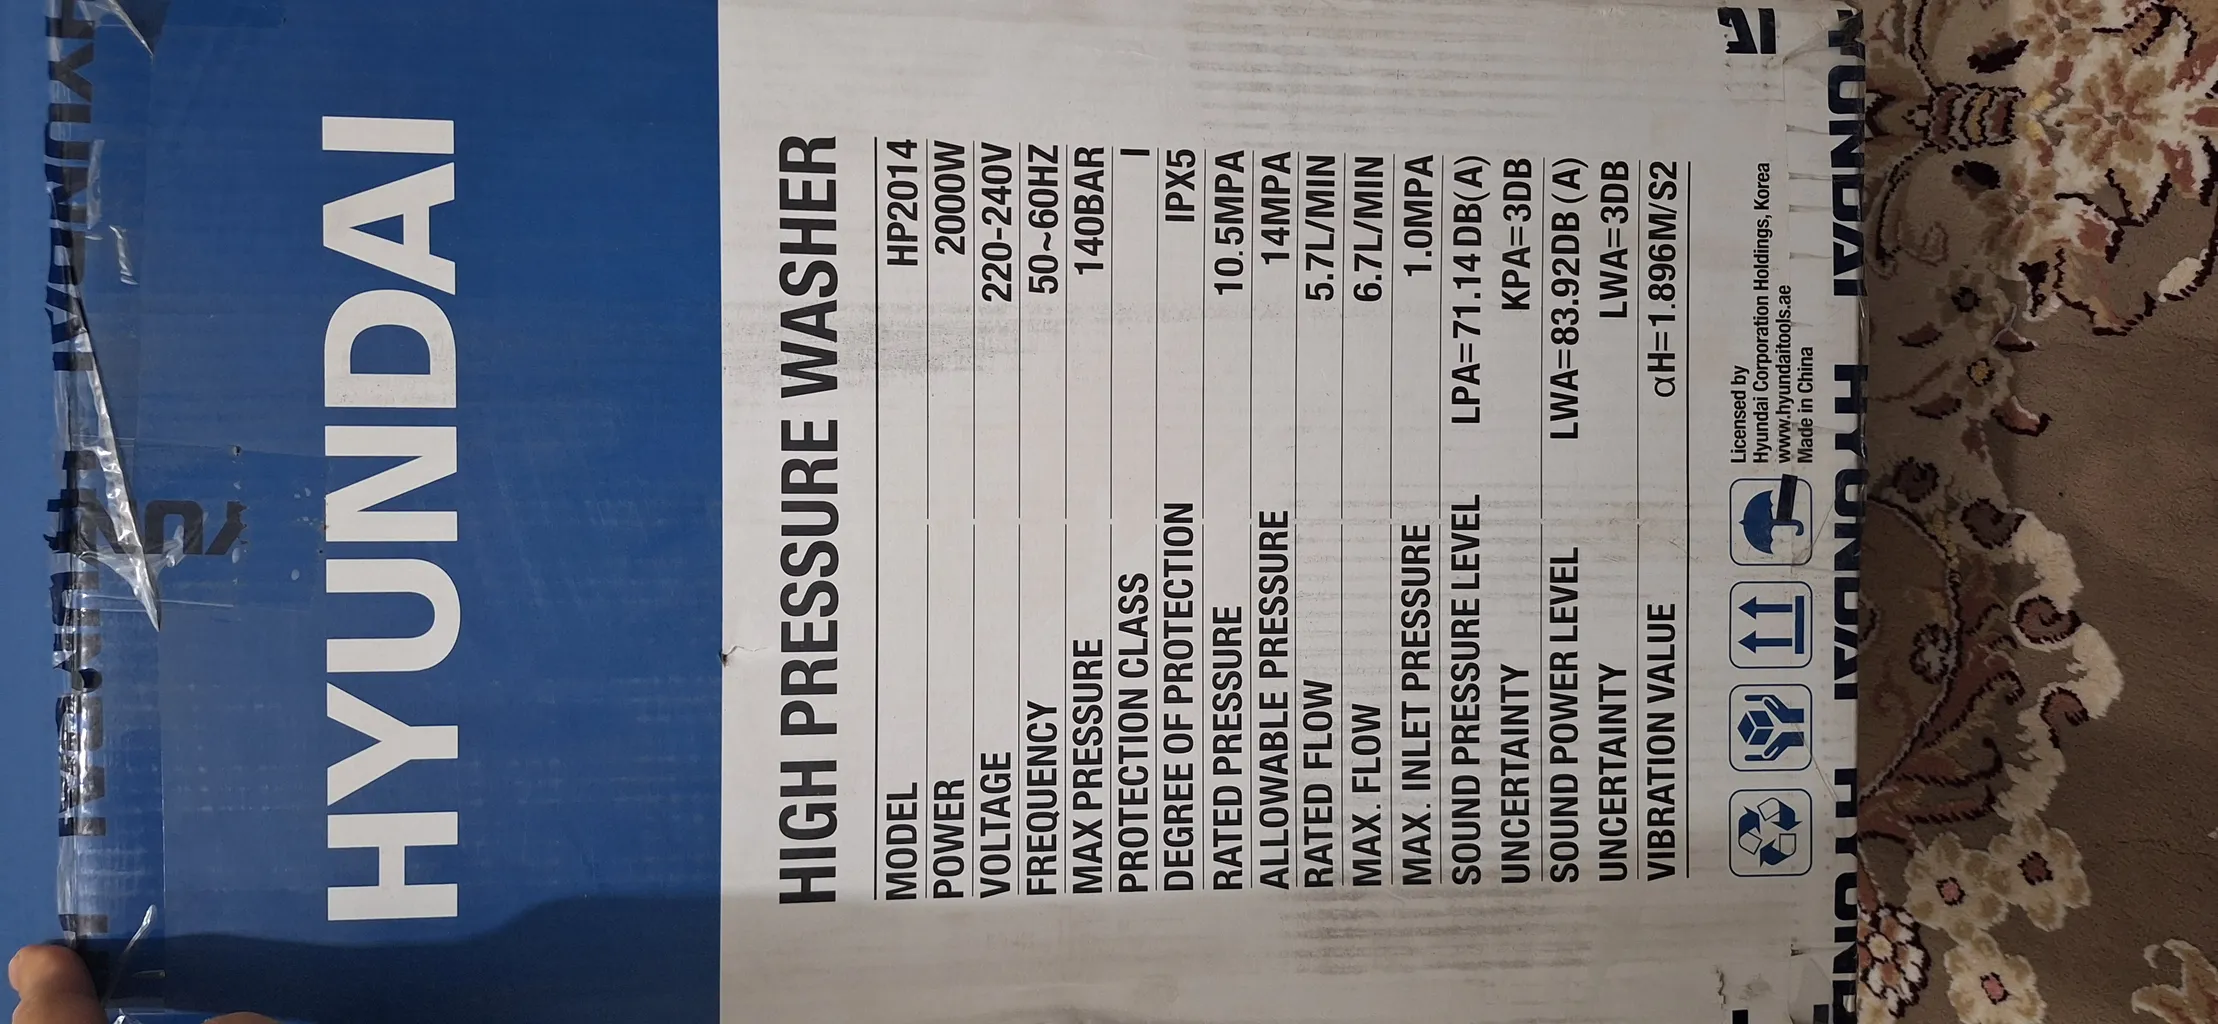 HYUNDAI
HIGH PRESSURE WASHER
MODEL HP2014
POWER 2000W
VOLTAGE 220-240V
FREQUENCY 50~60HZ
MAX PRESSURE 140BAR
PROTECTION CLASS I
DEGREE OF PROTECTION IPX5
RATED PRESSURE 10.5MPA
ALLOWABLE PRESSURE 14MPA
RATED FLOW 5.7L/MIN
MAX. FLOW 6.7L/MIN
MAX. INLET PRESSURE 1.0MPA
SOUND PRESSURE LEVEL LPA=71.14DB(A)
UNCERTAINTY KPA=3DB
SOUND POWER LEVEL LWA=83.92DB(A)
UNCERTAINTY LWA=3DB
VIBRATION VALUE αH=1.896M/S2
Licensed by
Hyundai Corporation Holdings, Korea
www.hyundaitools.ae
Made in China
HYUNDAI